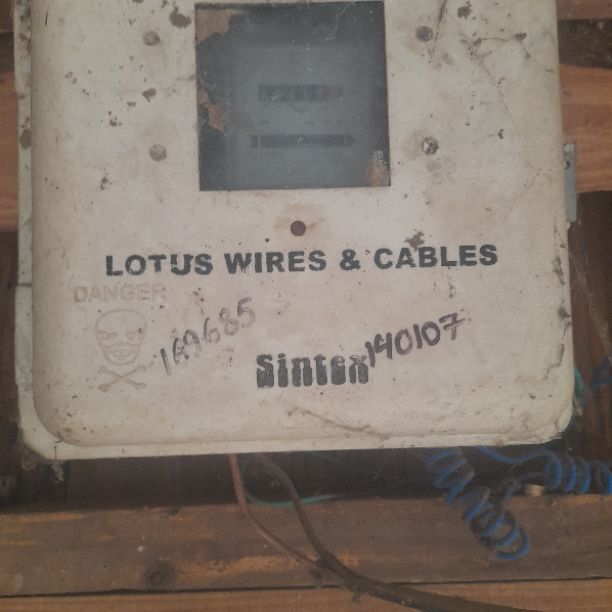 LOTUS WIRES & CABLES
DANGER
169685
Sintex 140107